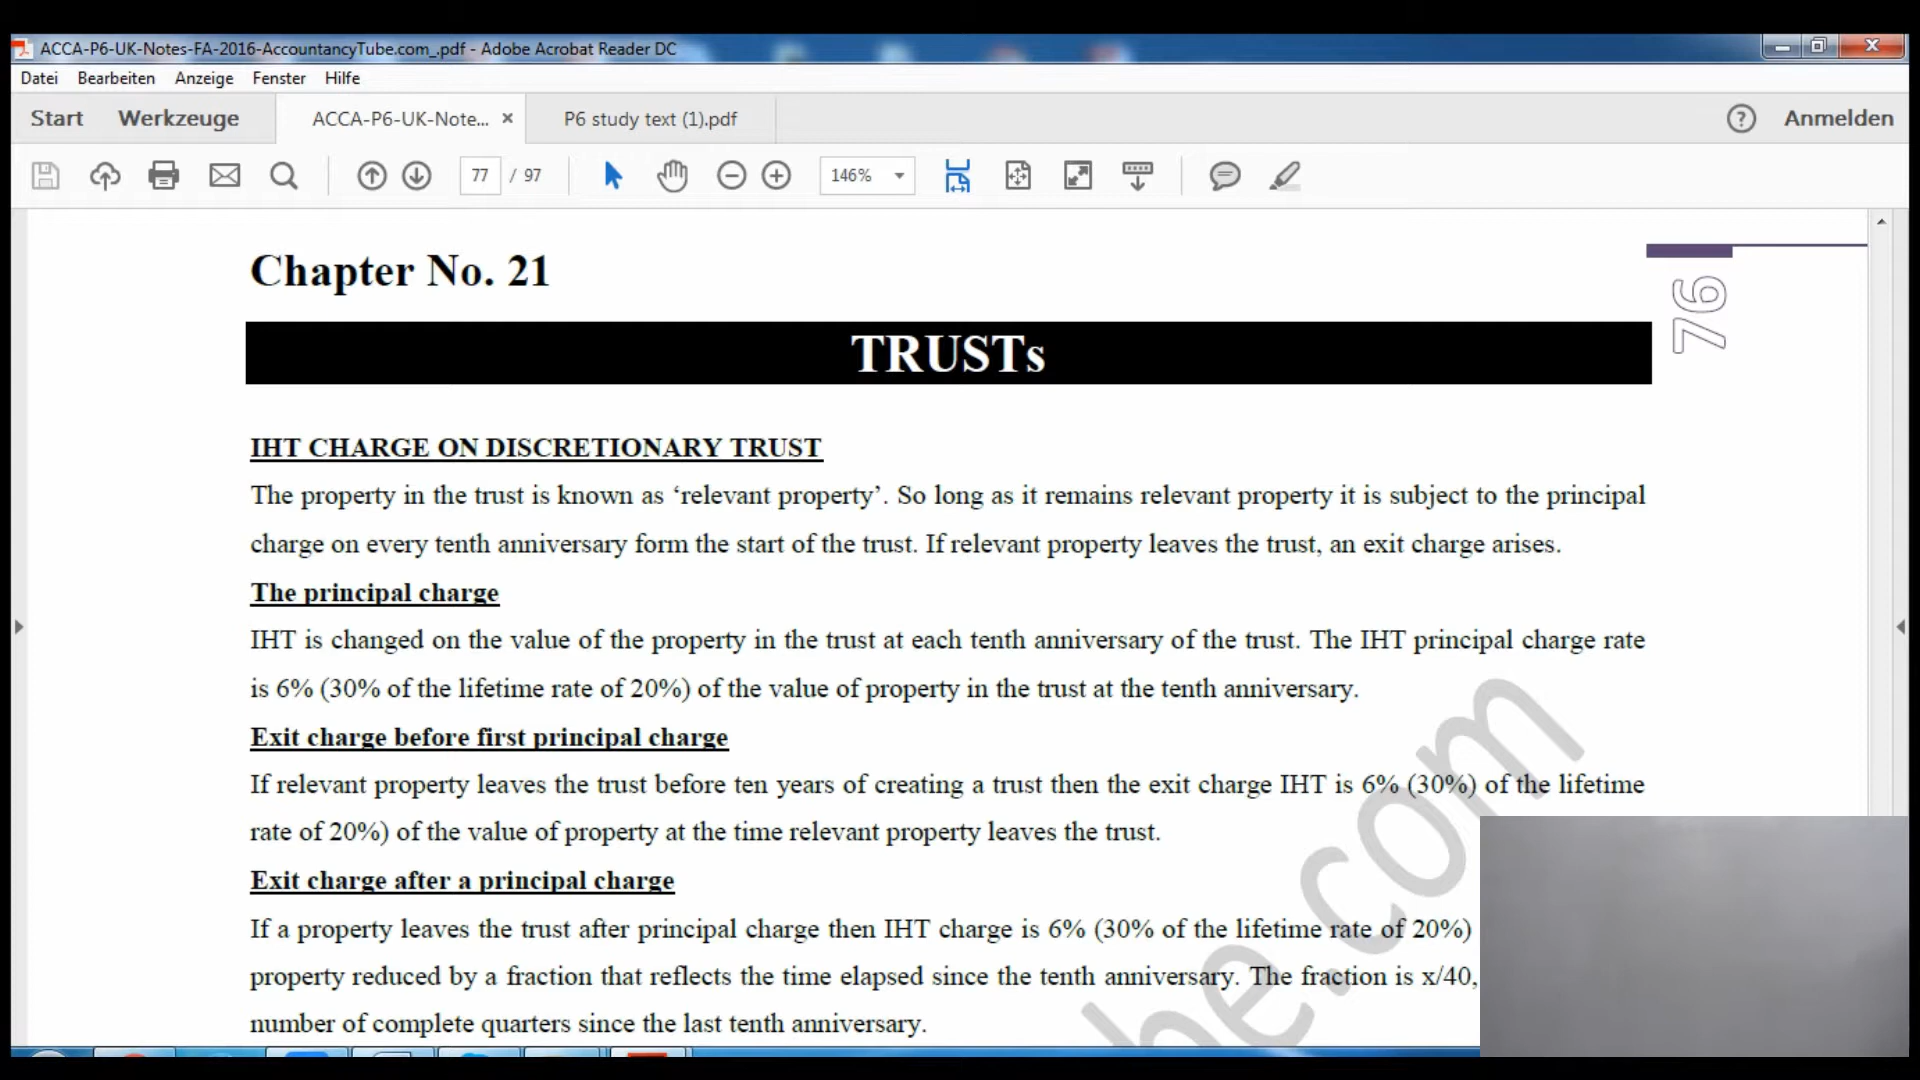 ACCA-P6-UK-Notes-FA-2016-AccountancyTube.com_.pdf - Adobe Acrobat Reader DC
Datei Bearbeiten Anzeige Fenster Hilfe
Start Werkzeuge ACCA-P6-UK-Note... × P6 study text (1).pdf ? Anmelden
77 / 97 146%
Chapter No. 21
76
TRUSTs
IHT CHARGE ON DISCRETIONARY TRUST
The property in the trust is known as ‘relevant property’. So long as it remains relevant property it is subject to the principal
charge on every tenth anniversary form the start of the trust. If relevant property leaves the trust, an exit charge arises.
The principal charge
IHT is changed on the value of the property in the trust at each tenth anniversary of the trust. The IHT principal charge rate
is 6% (30% of the lifetime rate of 20%) of the value of property in the trust at the tenth anniversary.
Exit charge before first principal charge
If relevant property leaves the trust before ten years of creating a trust then the exit charge IHT is 6% (30%) of the lifetime
rate of 20%) of the value of property at the time relevant property leaves the trust.
Exit charge after a principal charge
If a property leaves the trust after principal charge then IHT charge is 6% (30% of the lifetime rate of 20%)
property reduced by a fraction that reflects the time elapsed since the tenth anniversary. The fraction is x/40,
number of complete quarters since the last tenth anniversary.
be.com